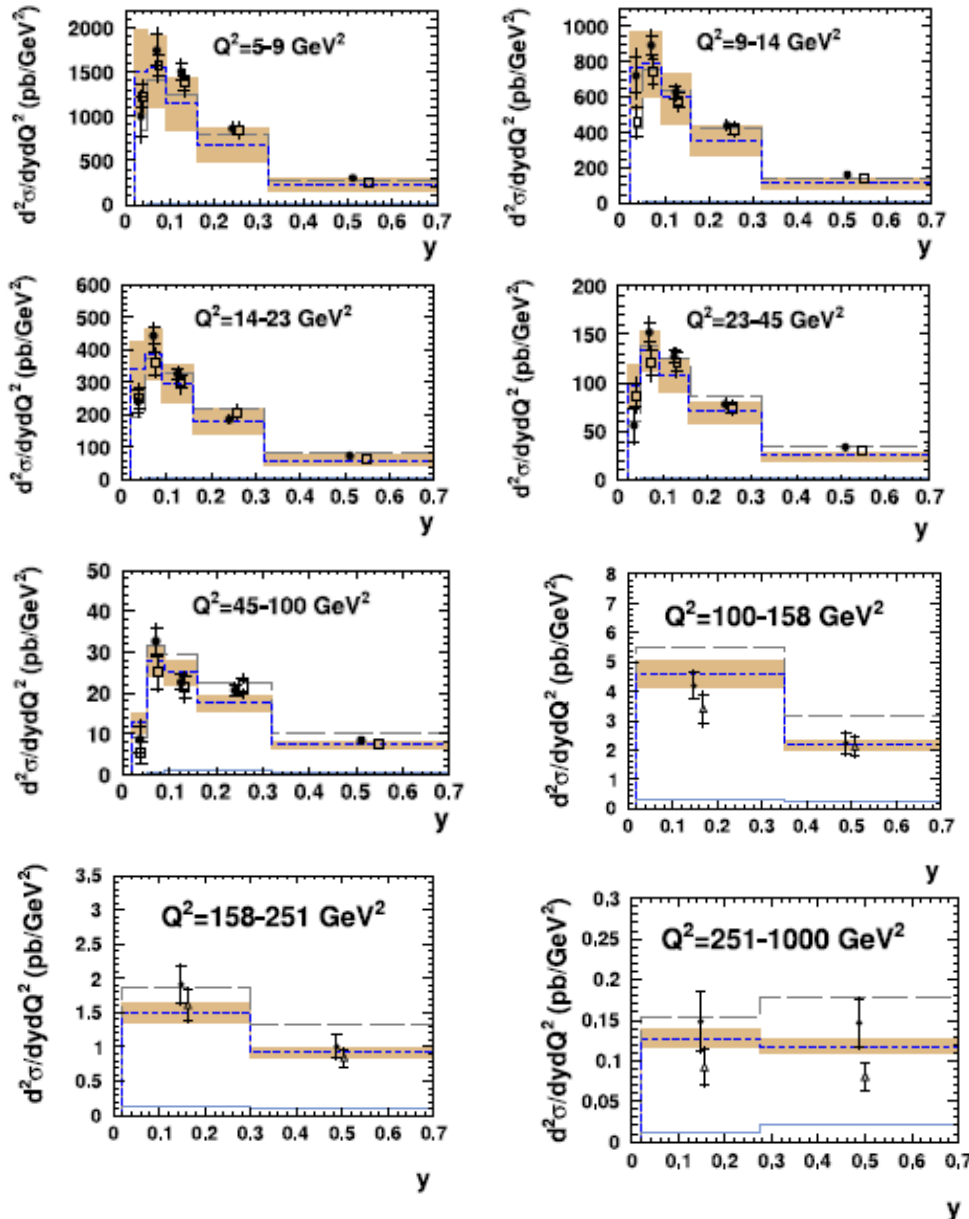 d²σ/dydQ² (pb/GeV²)
Q²=5-9 GeV²
2000
1500
1000
500
0
0 0.1 0.2 0.3 0.4 0.5 0.6 0.7
y
d²σ/dydQ² (pb/GeV²)
Q²=9-14 GeV²
1000
800
600
400
200
0
0 0.1 0.2 0.3 0.4 0.5 0.6 0.7
y
d²σ/dydQ² (pb/GeV²)
Q²=14-23 GeV²
600
500
400
300
200
100
0
0 0.1 0.2 0.3 0.4 0.5 0.6 0.7
y
d²σ/dydQ² (pb/GeV²)
Q²=23-45 GeV²
200
150
100
50
0
0 0.1 0.2 0.3 0.4 0.5 0.6 0.7
y
d²σ/dydQ² (pb/GeV²)
Q²=45-100 GeV²
50
40
30
20
10
0
0 0.1 0.2 0.3 0.4 0.5 0.6 0.7
y
d²σ/dydQ² (pb/GeV²)
Q²=100-158 GeV²
8
7
6
5
4
3
2
1
0
0 0.1 0.2 0.3 0.4 0.5 0.6 0.7
y
d²σ/dydQ² (pb/GeV²)
Q²=158-251 GeV²
3.5
3
2.5
2
1.5
1
0.5
0
0 0.1 0.2 0.3 0.4 0.5 0.6 0.7
y
d²σ/dydQ² (pb/GeV²)
Q²=251-1000 GeV²
0.3
0.25
0.2
0.15
0.1
0.05
0
0 0.1 0.2 0.3 0.4 0.5 0.6 0.7
y